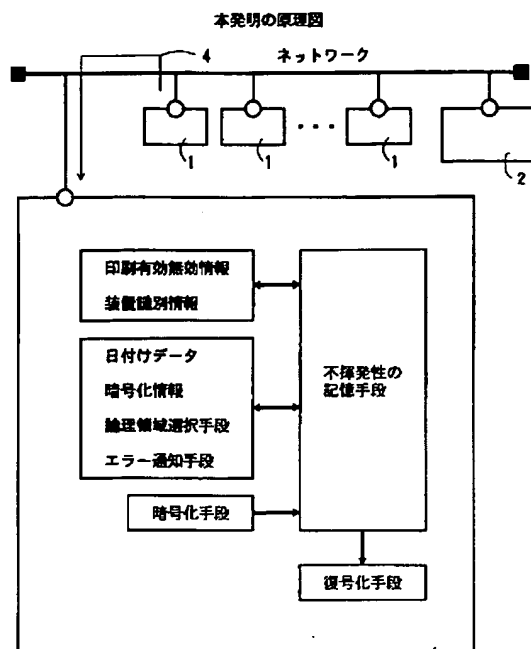 本発明の原理図
4
ネットワーク
1
1
・・・
1
2
印刷有効無効情報
装置識別情報
日付けデータ
暗号化情報
論理領域選択手段
エラー通知手段
不揮発性の
記憶手段
暗号化手段
復号化手段